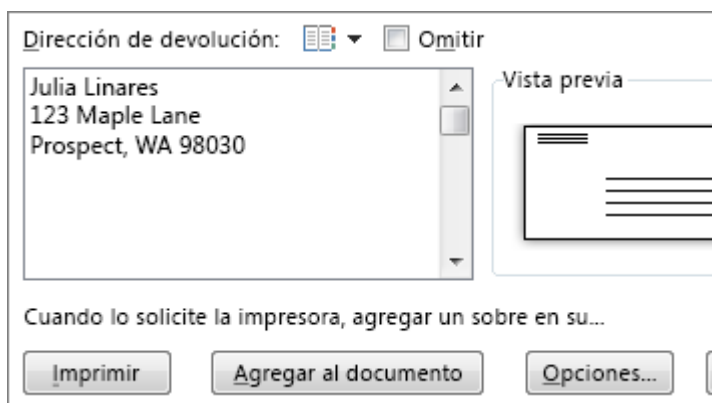 Dirección de devolución:
Omitir
Julia Linares
123 Maple Lane
Prospect, WA 98030
Vista previa
Cuando lo solicite la impresora, agregar un sobre en su...
Imprimir
Agregar al documento
Opciones...